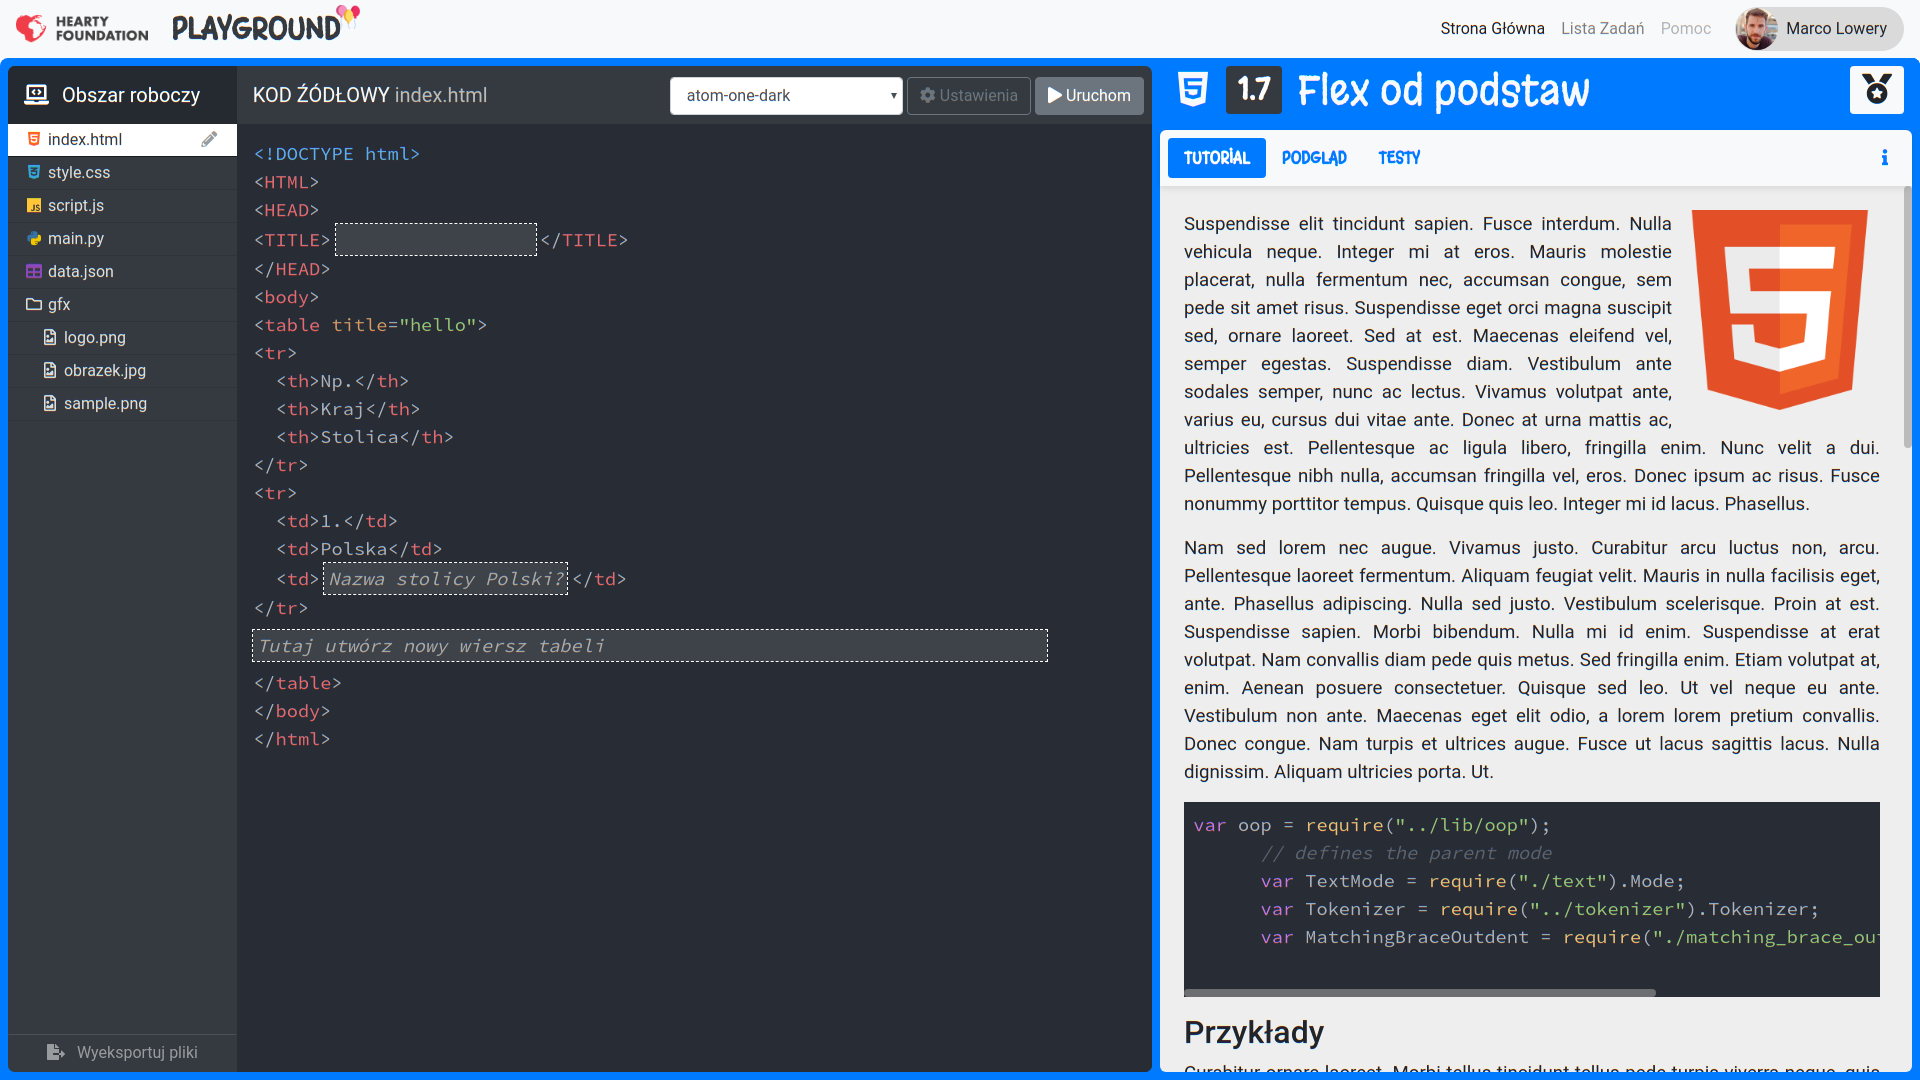 HEARTY
FOUNDATION
PLAYGROUND
Strona Główna
Lista Zadań
Pomoc
Marco Lowery
Obszar roboczy
index.html
style.css
script.js
main.py
data.json
gfx
logo.png
obrazek.jpg
sample.png
Wyeksportuj pliki
KOD ŹÓDŁOWY index.html
atom-one-dark
Ustawienia
Uruchom
<!DOCTYPE html>
<HTML>
<HEAD>
<TITLE> </TITLE>
</HEAD>
<body>
<table title="hello">
<tr>
<th>Np.</th>
<th>Kraj</th>
<th>Stolica</th>
</tr>
<tr>
<td>1.</td>
<td>Polska</td>
<td>Nazwa stolicy Polski?</td>
</tr>
Tutaj utwórz nowy wiersz tabeli
</table>
</body>
</html>
1.7
Flex od podstaw
TUTORIAL
PODGLĄD
TESTY
Suspendisse elit tincidunt sapien. Fusce interdum. Nulla
vehicula neque. Integer mi at eros. Mauris molestie
placerat, nulla fermentum nec, accumsan congue, sem
pede sit amet risus. Suspendisse eget orci magna suscipit
sed, ornare laoreet. Sed at est. Maecenas eleifend vel,
semper egestas. Suspendisse diam. Vestibulum ante
sodales semper, nunc ac lectus. Vivamus volutpat ante,
varius eu, cursus dui vitae ante. Donec at urna mattis ac,
ultricies est. Pellentesque ac ligula libero, fringilla enim. Nunc velit a dui.
Pellentesque nibh nulla, accumsan fringilla vel, eros. Donec ipsum ac risus. Fusce
nonummy porttitor tempus. Quisque quis leo. Integer mi id lacus. Phasellus.
Nam sed lorem nec augue. Vivamus justo. Curabitur arcu luctus non, arcu.
Pellentesque laoreet fermentum. Aliquam feugiat velit. Mauris in nulla facilisis eget,
ante. Phasellus adipiscing. Nulla sed justo. Vestibulum scelerisque. Proin at est.
Suspendisse sapien. Morbi bibendum. Nulla mi id enim. Suspendisse at erat
volutpat. Nam convallis diam pede quis metus. Sed fringilla enim. Etiam volutpat at,
enim. Aenean posuere consectetuer. Quisque sed leo. Ut vel neque eu ante.
Vestibulum non ante. Maecenas eget elit odio, a lorem lorem pretium convallis.
Donec congue. Nam turpis et ultrices augue. Fusce ut lacus sagittis lacus. Nulla
dignissim. Aliquam ultricies porta. Ut.
var oop = require("../lib/oop");
// defines the parent mode
var TextMode = require("./text").Mode;
var Tokenizer = require("../tokenizer").Tokenizer;
var MatchingBraceOutdent = require("./matching_brace_out
Przykłady
Curabitur ornare laoreet. Morbi tellus tincidunt tellus pede turpis viverra neque, quis